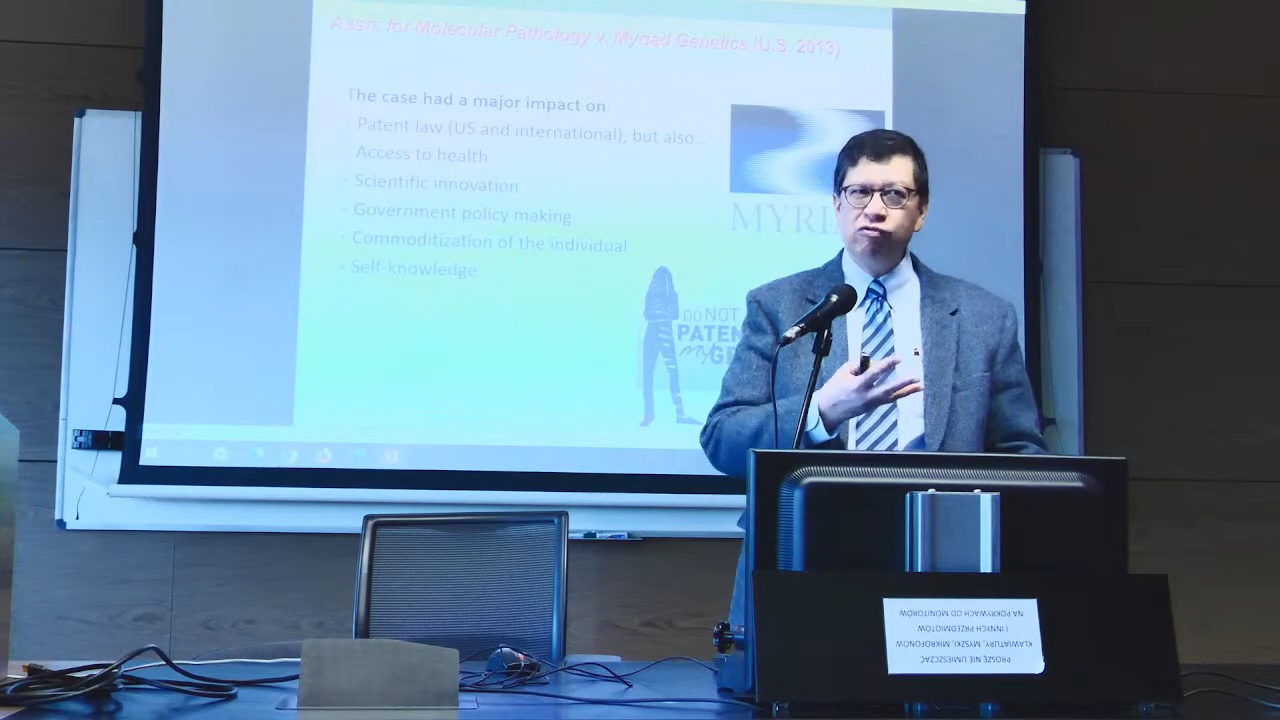 Assn. for Molecular Pathology v. Myriad Genetics (U.S. 2013)
The case had a major impact on:
- Patent law (US and international), but also...
- Access to health
- Scientific innovation
- Government policy making
- Commoditization of the individual
- Self-knowledge
MYRI
DO NOT
PATEN
my GE
PROSZĘ NIE UMIESZCZAĆ
KLAWIATURY, MYSZKI, MIKROFONÓW
I INNYCH PRZEDMIOTÓW
NA POKRYWACH OD MONITORÓW